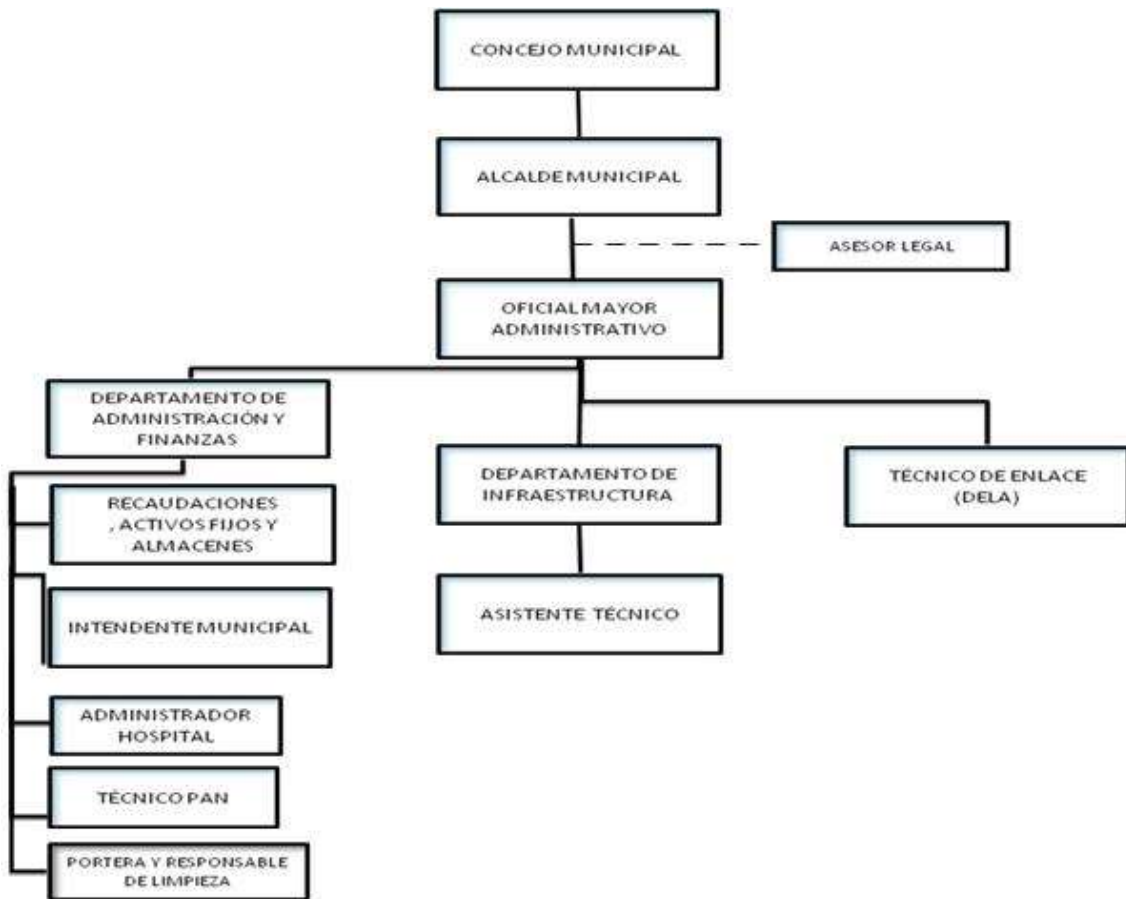 CONCEJO MUNICIPAL
ALCALDE MUNICIPAL
ASESOR LEGAL
OFICIAL MAYOR
ADMINISTRATIVO
DEPARTAMENTO DE
ADMINISTRACIÓN Y
FINANZAS
DEPARTAMENTO DE
INFRAESTRUCTURA
TÉCNICO DE ENLACE
(DELA)
RECAUDACIONES
, ACTIVOS FIJOS Y
ALMACENES
ASISTENTE TÉCNICO
INTENDENTE MUNICIPAL
ADMINISTRADOR
HOSPITAL
TÉCNICO PAN
PORTERA Y RESPONSABLE
DE LIMPIEZA